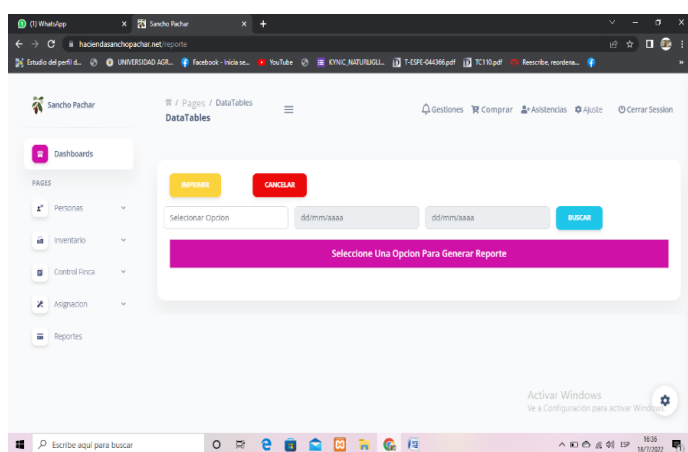 (1) WhatsApp
Sancho Pachar
haciendasanchopachar.net/reporte
Estudio del perfil d...
UNIVERSIDAD AGR...
Facebook - Inicia se...
YouTube
KYNIC_NATURLIGLI...
T-ESPE-044366.pdf
TC110.pdf
Reescribe, reordena...
Sancho Pachar
/ Pages / DataTables
DataTables
Gestiones
Comprar
Asistencias
Ajuste
Cerrar Session
Dashboards
PAGES
Personas
Inventario
Control Finca
Asignacion
Reportes
IMPRIMIR
CANCELAR
Selecionar Opcion
dd/mm/aaaa
dd/mm/aaaa
BUSCAR
Seleccione Una Opcion Para Generar Reporte
Activar Windows
Ve a Configuración para activar Windows.
Escribe aquí para buscar
ESP
16:36
18/7/2022